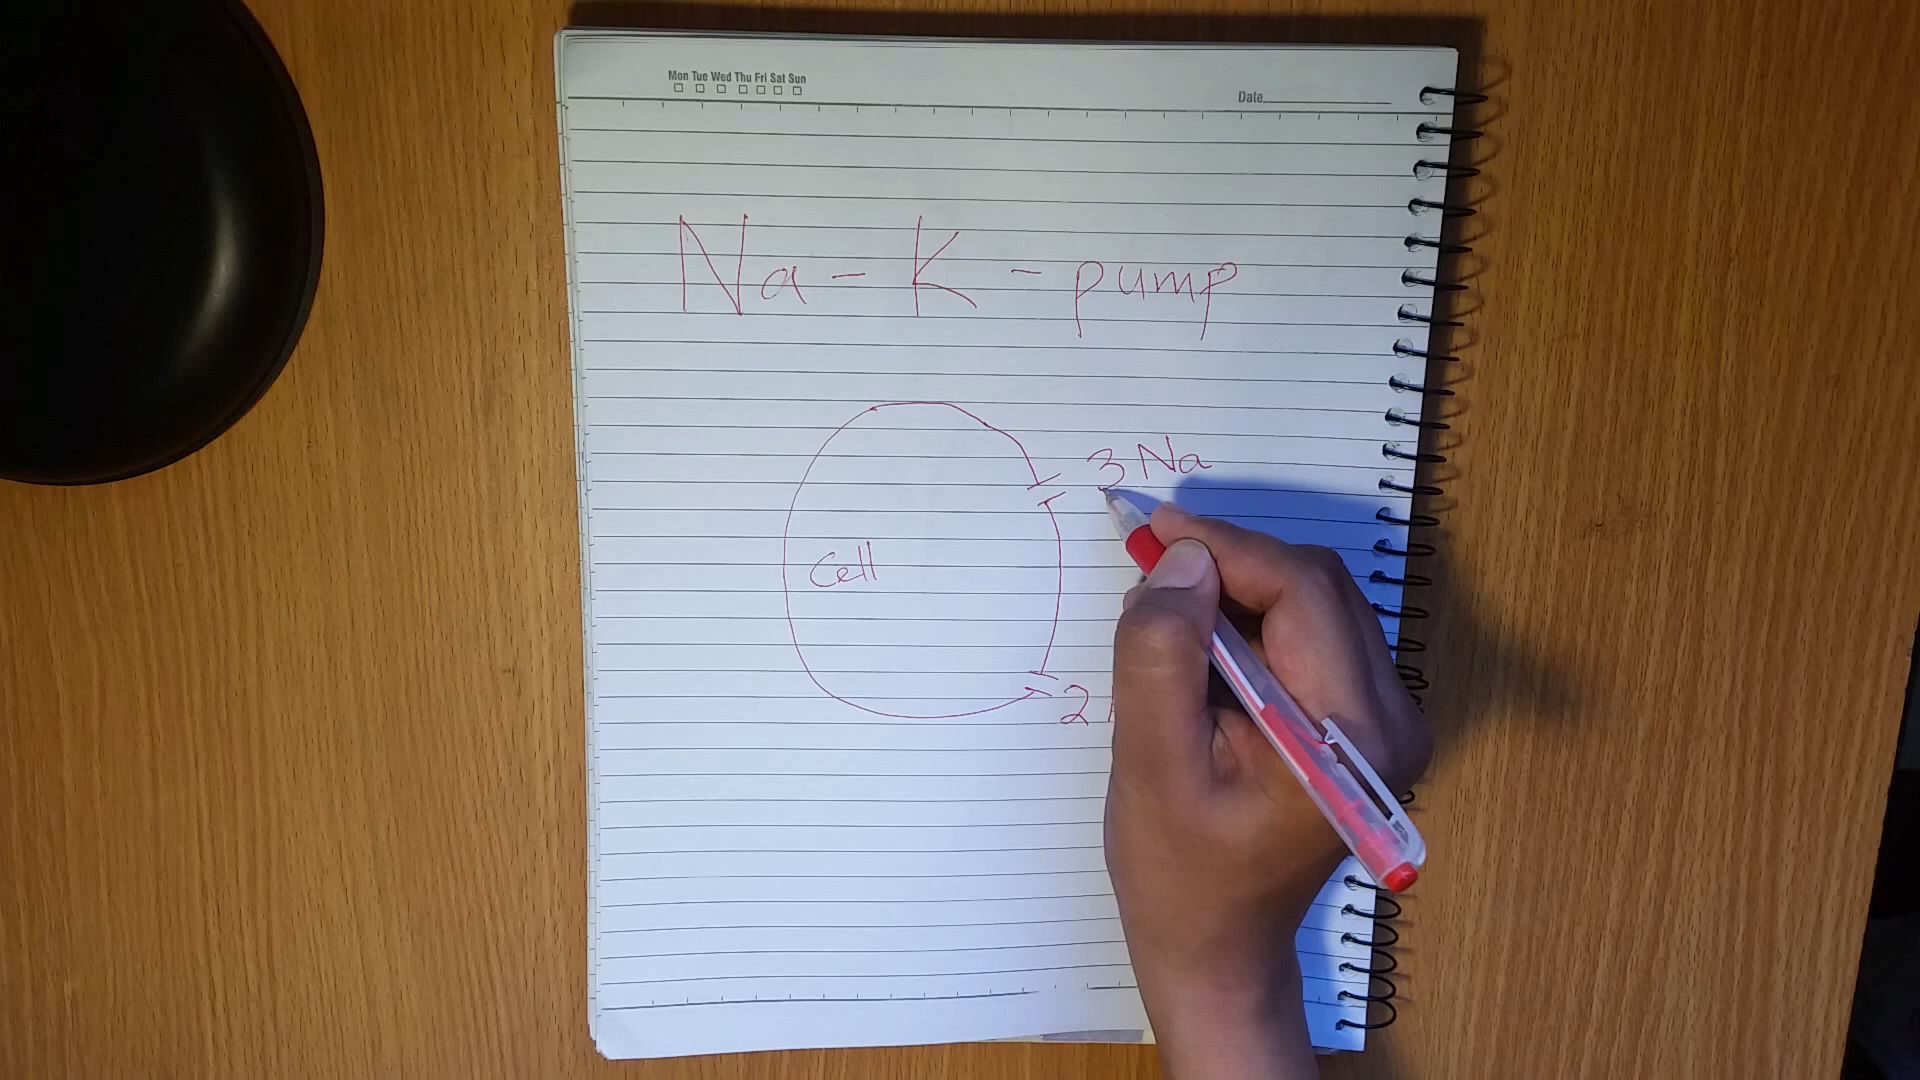 Mon Tue Wed Thu Fri Sat Sun
Date
Na - K - pump
3 Na
Cell
2